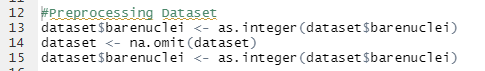 12 #Preprocessing Dataset
13 dataset$barenuclei <- as.integer(dataset$barenuclei)
14 dataset <- na.omit(dataset)
15 dataset$barenuclei <- as.integer(dataset$barenuclei)